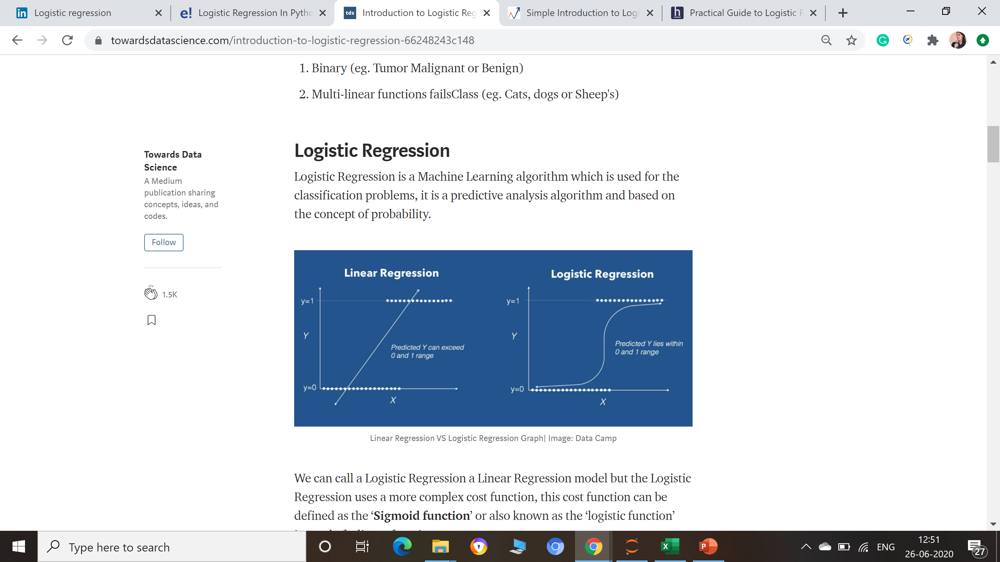 in Logistic regression
e! Logistic Regression In Pytho
tds Introduction to Logistic Reg
Simple Introduction to Logi
h Practical Guide to Logistic R
towardsdatascience.com/introduction-to-logistic-regression-66248243c148
1. Binary (eg. Tumor Malignant or Benign)
2. Multi-linear functions failsClass (eg. Cats, dogs or Sheep's)
Towards Data
Science
A Medium
publication sharing
concepts, ideas, and
codes.
Follow
1.5K
Logistic Regression
Logistic Regression is a Machine Learning algorithm which is used for the
classification problems, it is a predictive analysis algorithm and based on
the concept of probability.
Linear Regression
y=1
Y
Predicted Y can exceed
0 and 1 range
y=0
X
Logistic Regression
y=1
Y
Predicted Y lies within
0 and 1 range
y=0
X
Linear Regression VS Logistic Regression Graph| Image: Data Camp
We can call a Logistic Regression a Linear Regression model but the Logistic
Regression uses a more complex cost function, this cost function can be
defined as the ‘Sigmoid function’ or also known as the ‘logistic function’
Type here to search
X
P
ENG
12:51
26-06-2020
27